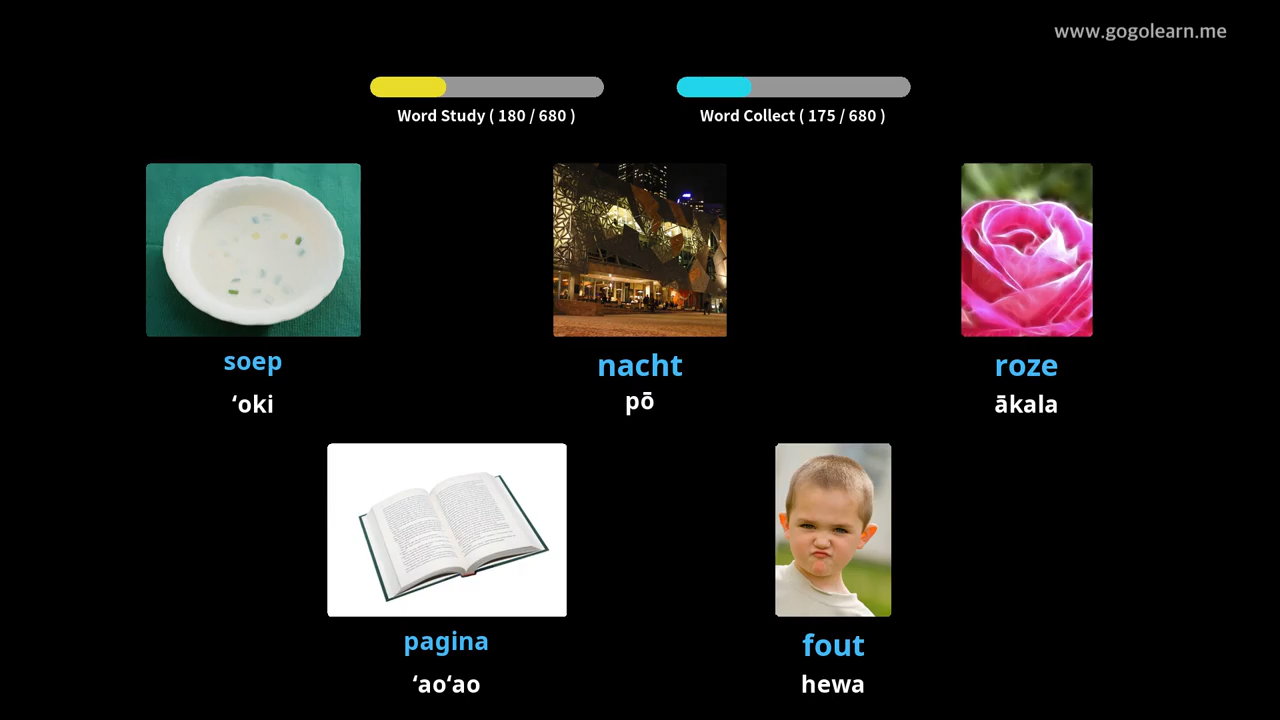 www.gogolearn.me
Word Study ( 180 / 680 )
Word Collect ( 175 / 680 )
soep
ʻoki
nacht
pō
roze
ākala
pagina
ʻaoʻao
fout
hewa